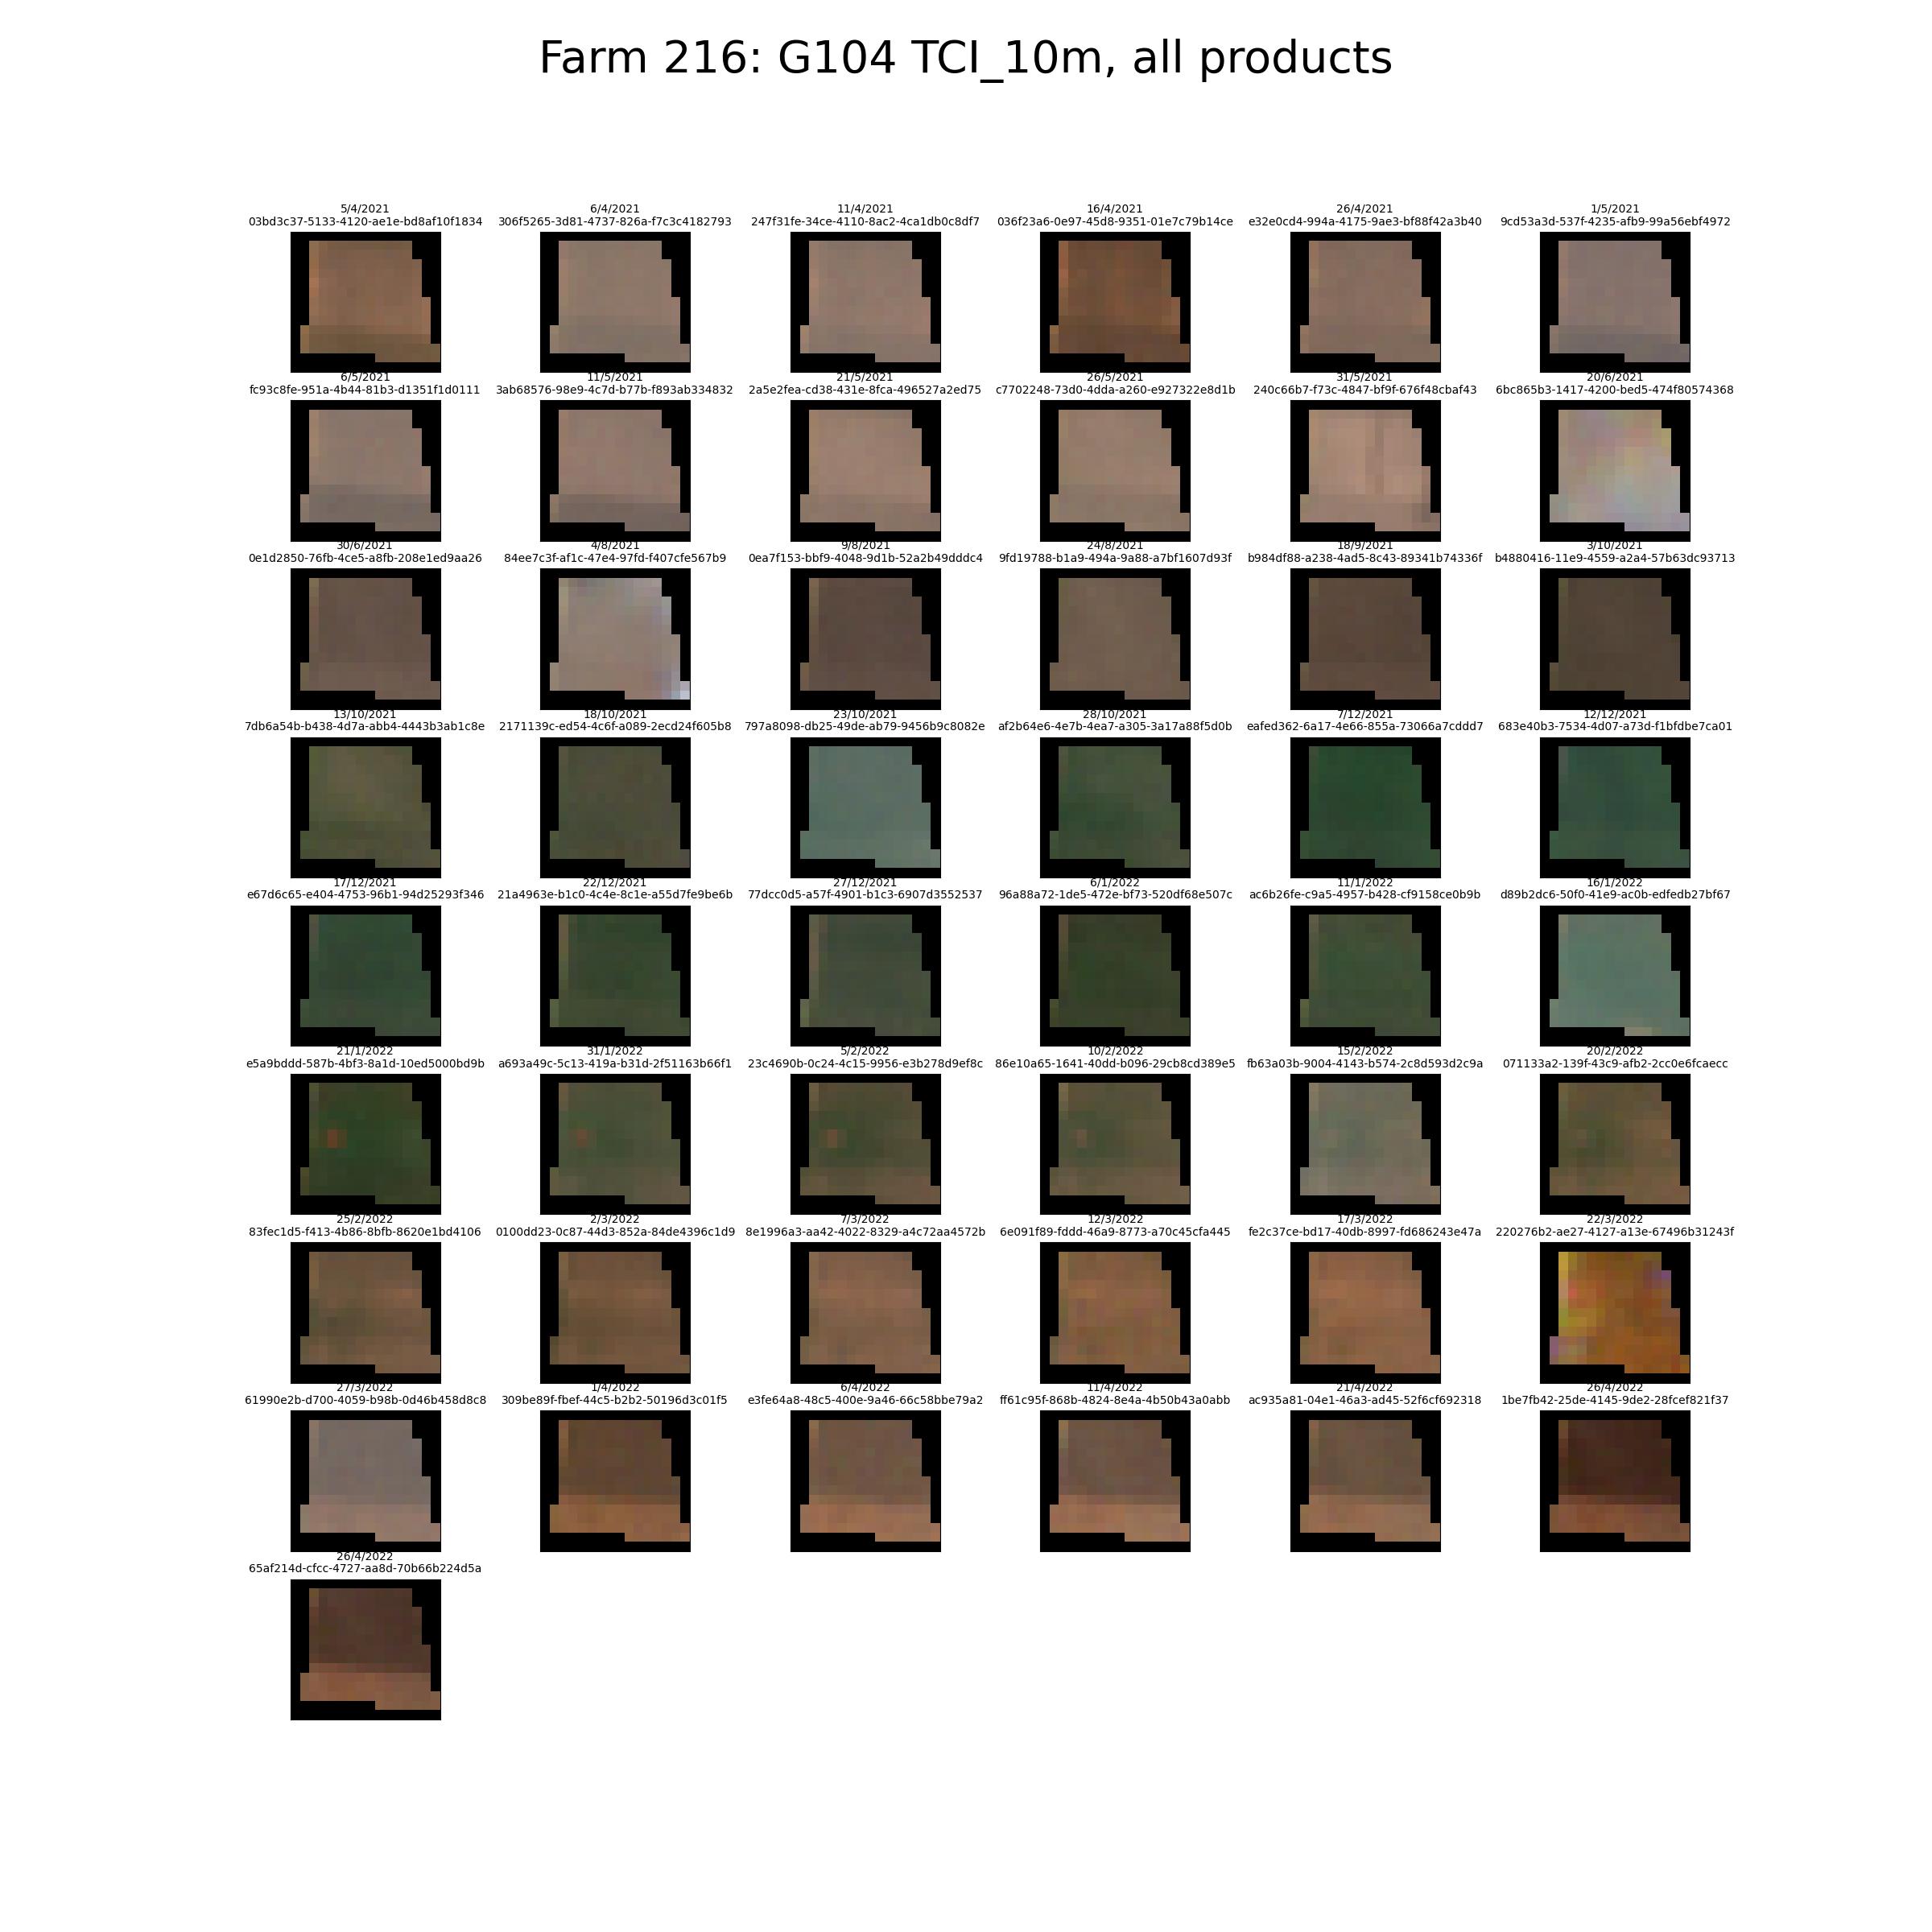 Farm 216: G104 TCI_10m, all products
5/4/2021
03bd3c37-5133-4120-ae1e-bd8af10f1834
6/4/2021
306f5265-3d81-4737-826a-f7c3c4182793
11/4/2021
247f31fe-34ce-4110-8ac2-4ca1db0c8df7
16/4/2021
036f23a6-0e97-45d8-9351-01e7c79b14ce
26/4/2021
e32e0cd4-994a-4175-9ae3-bf88f42a3b40
1/5/2021
9cd53a3d-537f-4235-afb9-99a56ebf4972
6/5/2021
fc93c8fe-951a-4b44-81b3-d1351f1d0111
11/5/2021
3ab68576-98e9-4c7d-b77b-f893ab334832
21/5/2021
2a5e2fea-cd38-431e-8fca-496527a2ed75
26/5/2021
c7702248-73d0-4dda-a260-e927322e8d1b
31/5/2021
240c66b7-f73c-4847-bf9f-676f48cbaf43
20/6/2021
6bc865b3-1417-4200-bed5-474f80574368
30/6/2021
0e1d2850-76fb-4ce5-a8fb-208e1ed9aa26
4/8/2021
84ee7c3f-af1c-47e4-97fd-f407cfe567b9
9/8/2021
0ea7f153-bbf9-4048-9d1b-52a2b49dddc4
24/8/2021
9fd19788-b1a9-494a-9a88-a7bf1607d93f
18/9/2021
b984df88-a238-4ad5-8c43-89341b74336f
3/10/2021
b4880416-11e9-4559-a2a4-57b63dc93713
13/10/2021
7db6a54b-b438-4d7a-abb4-4443b3ab1c8e
18/10/2021
2171139c-ed54-4c6f-a089-2ecd24f605b8
23/10/2021
797a8098-db25-49de-ab79-9456b9c8082e
28/10/2021
af2b64e6-4e7b-4ea7-a305-3a17a88f5d0b
7/12/2021
eafed362-6a17-4e66-855a-73066a7cddd7
12/12/2021
683e40b3-7534-4d07-a73d-f1bfdbe7ca01
17/12/2021
e67d6c65-e404-4753-96b1-94d25293f346
22/12/2021
21a4963e-b1c0-4c4e-8c1e-a55d7fe9be6b
27/12/2021
77dcc0d5-a57f-4901-b1c3-6907d3552537
6/1/2022
96a88a72-1de5-472e-bf73-520df68e507c
11/1/2022
ac6b26fe-c9a5-4957-b428-cf9158ce0b9b
16/1/2022
d89b2dc6-50f0-41e9-ac0b-edfedb27bf67
21/1/2022
e5a9bddd-587b-4bf3-8a1d-10ed5000bd9b
31/1/2022
a693a49c-5c13-419a-b31d-2f51163b66f1
5/2/2022
23c4690b-0c24-4c15-9956-e3b278d9ef8c
10/2/2022
86e10a65-1641-40dd-b096-29cb8cd389e5
15/2/2022
fb63a03b-9004-4143-b574-2c8d593d2c9a
20/2/2022
071133a2-139f-43c9-afb2-2cc0e6fcaecc
25/2/2022
83fec1d5-f413-4b86-8bfb-8620e1bd4106
2/3/2022
0100dd23-0c87-44d3-852a-84de4396c1d9
7/3/2022
8e1996a3-aa42-4022-8329-a4c72aa4572b
12/3/2022
6e091f89-fddd-46a9-8773-a70c45cfa445
17/3/2022
fe2c37ce-bd17-40db-8997-fd686243e47a
22/3/2022
220276b2-ae27-4127-a13e-67496b31243f
27/3/2022
61990e2b-d700-4059-b98b-0d46b458d8c8
1/4/2022
309be89f-fbef-44c5-b2b2-50196d3c01f5
6/4/2022
e3fe64a8-48c5-400e-9a46-66c58bbe79a2
11/4/2022
ff61c95f-868b-4824-8e4a-4b50b43a0abb
21/4/2022
ac935a81-04e1-46a3-ad45-52f6cf692318
26/4/2022
1be7fb42-25de-4145-9de2-28fcef821f37
26/4/2022
65af214d-cfcc-4727-aa8d-70b66b224d5a